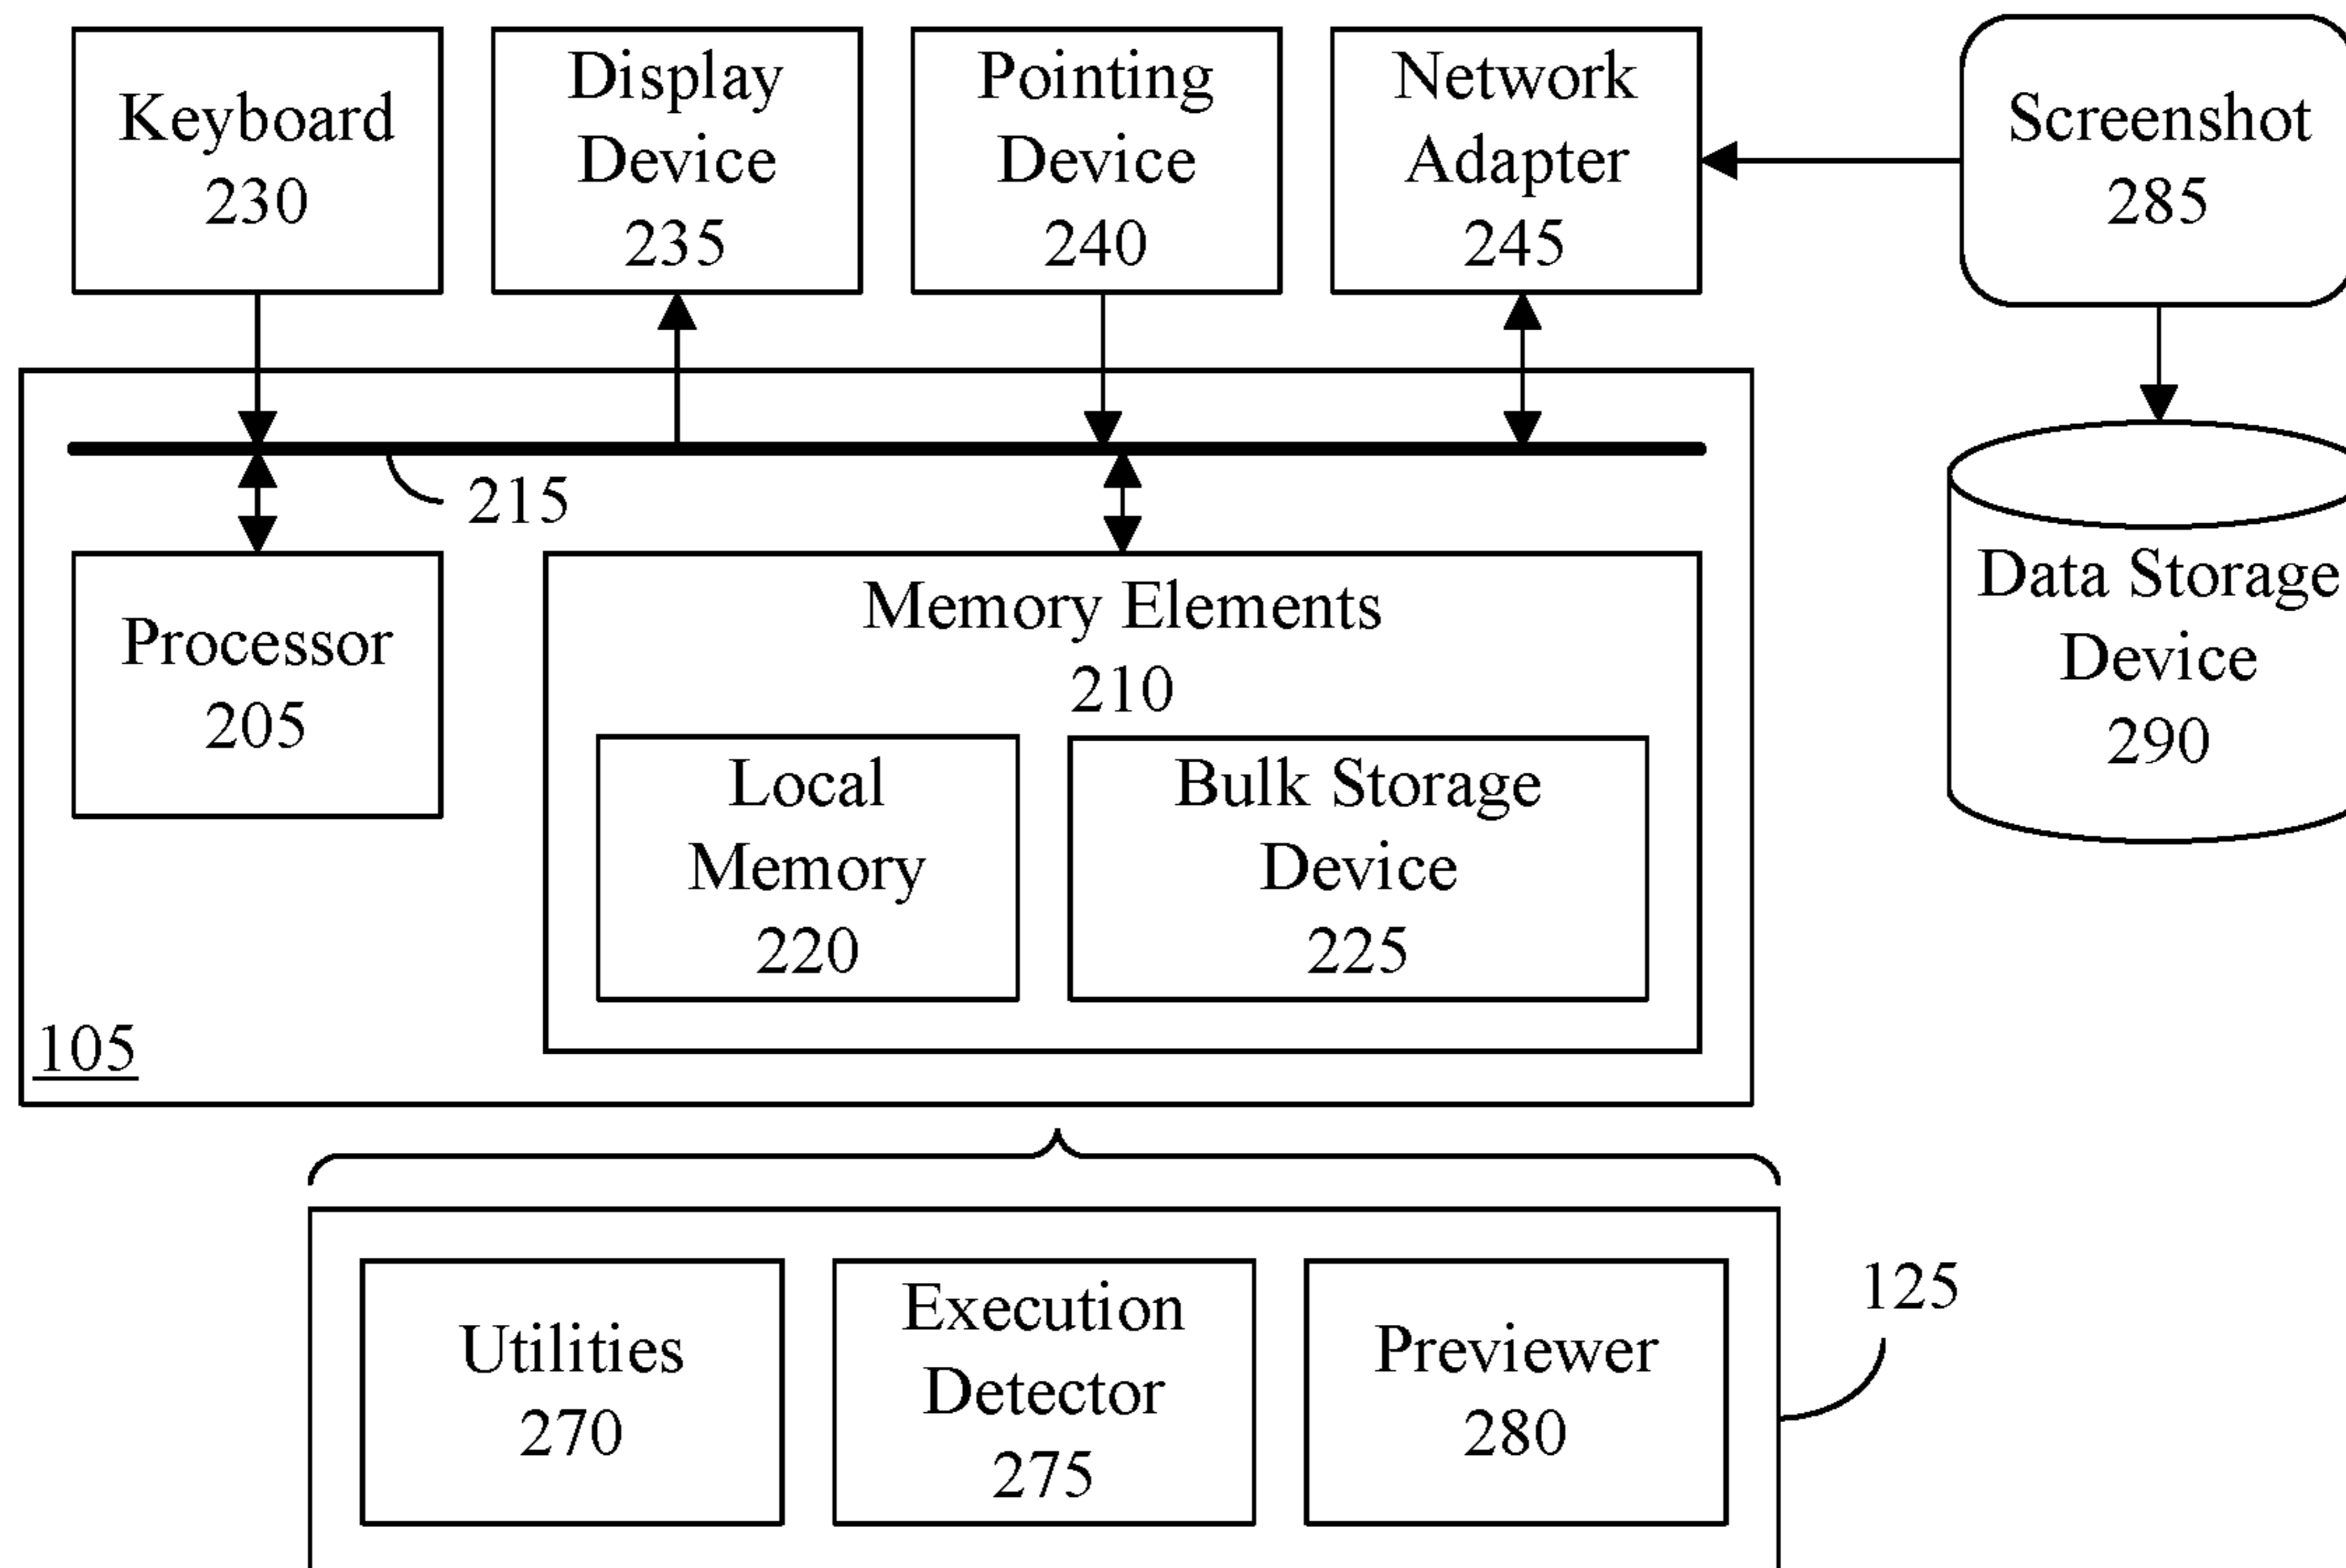 Keyboard
230
Display
Device
235
Pointing
Device
240
Network
Adapter
245
Screenshot
285
215
Processor
205
Memory Elements
210
Local
Memory
220
Bulk Storage
Device
225
105
Data Storage
Device
290
Utilities
270
Execution
Detector
275
Previewer
280
125